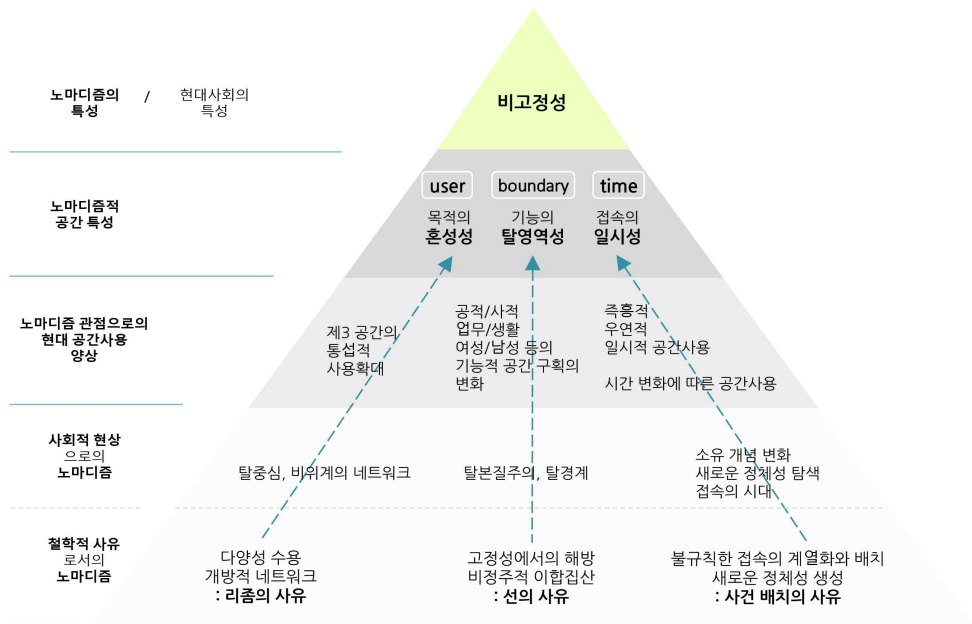 노마디즘의
특성
/
현대사회의
특성
비고정성
노마디즘적
공간 특성
user
목적의
혼성성
boundary
기능의
탈영역성
time
접속의
일시성
노마디즘 관점으로의
현대 공간사용
양상
제3 공간의
통섭적
사용확대
공적/사적
업무/생활
여성/남성 등의
기능적 공간 구획의
변화
즉흥적
우연적
일시적 공간사용
시간 변화에 따른 공간사용
사회적 현상
으로의
노마디즘
탈중심, 비위계의 네트워크
탈본질주의, 탈경계
소유 개념 변화
새로운 정체성 탐색
접속의 시대
철학적 사유
로서의
노마디즘
다양성 수용
개방적 네트워크
: 리좀의 사유
고정성에서의 해방
비정주적 이합집산
: 선의 사유
불규칙한 접속의 계열화와 배치
새로운 정체성 생성
: 사건 배치의 사유